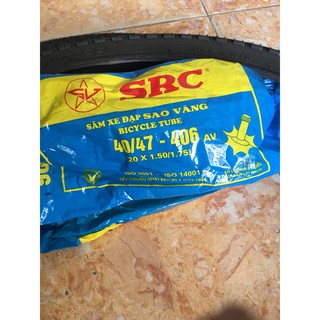 SRC
SĂM XE ĐẠP SAO VÀNG
BICYCLE TUBE
40/47 - 406 AV
20 X 1.50/1.75
ISO 9001
ISO 14001